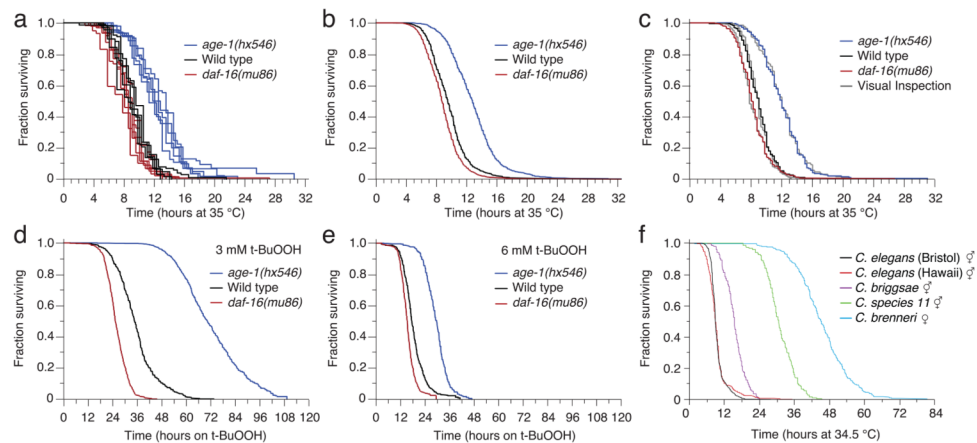 a
Fraction surviving
1.0
0.8
0.6
0.4
0.2
0
0 4 8 12 16 20 24 28 32
Time (hours at 35 °C)
age-1(hx546)
Wild type
daf-16(mu86)
b
Fraction surviving
1.0
0.8
0.6
0.4
0.2
0
0 4 8 12 16 20 24 28 32
Time (hours at 35 °C)
age-1(hx546)
Wild type
daf-16(mu86)
c
Fraction surviving
1.0
0.8
0.6
0.4
0.2
0
0 4 8 12 16 20 24 28 32
Time (hours at 35 °C)
age-1(hx546)
Wild type
daf-16(mu86)
Visual Inspection
d
Fraction surviving
1.0
0.8
0.6
0.4
0.2
0
0 12 24 36 48 60 72 84 96 108 120
Time (hours on t-BuOOH)
3 mM t-BuOOH
age-1(hx546)
Wild type
daf-16(mu86)
e
Fraction surviving
1.0
0.8
0.6
0.4
0.2
0
0 12 24 36 48 60 72 84 96 108 120
Time (hours on t-BuOOH)
6 mM t-BuOOH
age-1(hx546)
Wild type
daf-16(mu86)
f
Fraction surviving
1.0
0.8
0.6
0.4
0.2
0
0 12 24 36 48 60 72 84
Time (hours at 34.5 °C)
C. elegans (Bristol) ⚥
C. elegans (Hawaii) ⚥
C. briggsae ⚥
C. species 11 ⚥
C. brenneri ♀